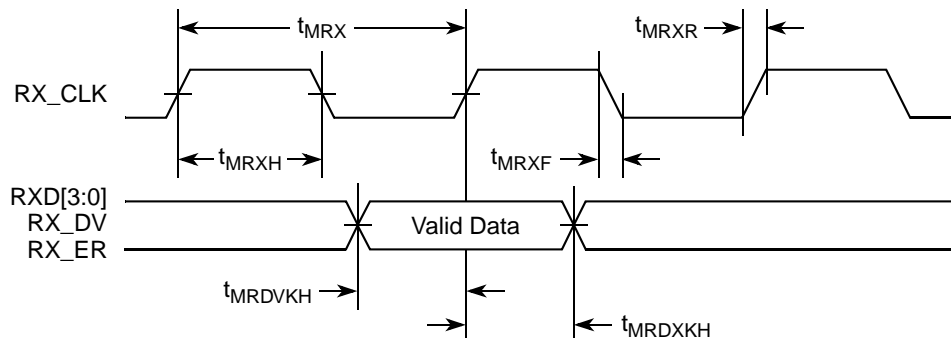 tMRX
tMRXR
RX_CLK
tMRXH
tMRXF
RXD[3:0]
RX_DV
Valid Data
RX_ER
tMRDVKH
tMRDXKH